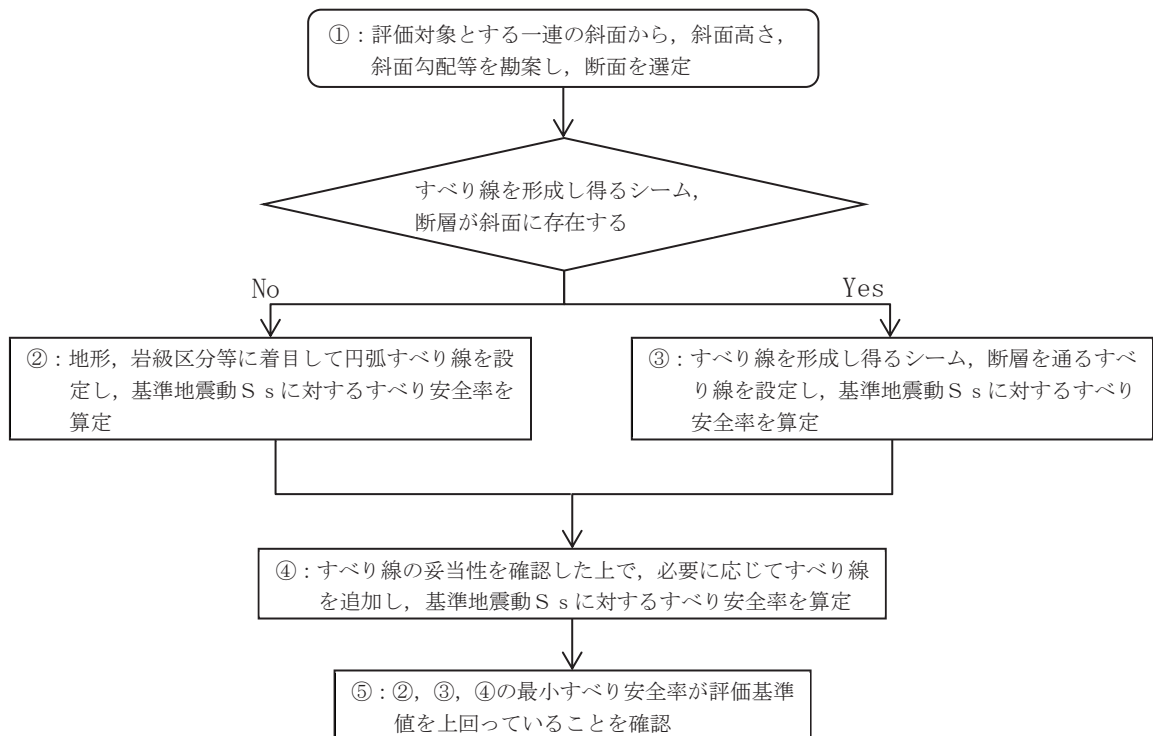 ①：評価対象とする一連の斜面から，斜面高さ，
斜面勾配等を勘案し，断面を選定
すべり線を形成し得るシーム，
断層が斜面に存在する
No
Yes
②：地形，岩級区分等に着目して円弧すべり線を設
定し，基準地震動Ｓｓに対するすべり安全率を
算定
③：すべり線を形成し得るシーム，断層を通るすべ
り線を設定し，基準地震動Ｓｓに対するすべり
安全率を算定
④：すべり線の妥当性を確認した上で，必要に応じてすべり線
を追加し，基準地震動Ｓｓに対するすべり安全率を算定
⑤：②，③，④の最小すべり安全率が評価基準
値を上回っていることを確認